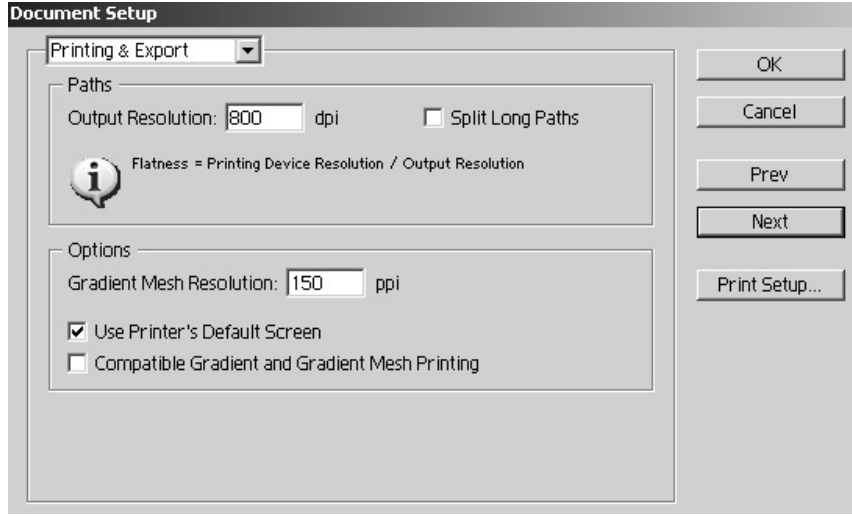 Document Setup
Printing & Export
Paths
Output Resolution: 800 dpi Split Long Paths
Flatness = Printing Device Resolution / Output Resolution
Options
Gradient Mesh Resolution: 150 ppi
Use Printer's Default Screen
Compatible Gradient and Gradient Mesh Printing
OK
Cancel
Prev
Next
Print Setup...